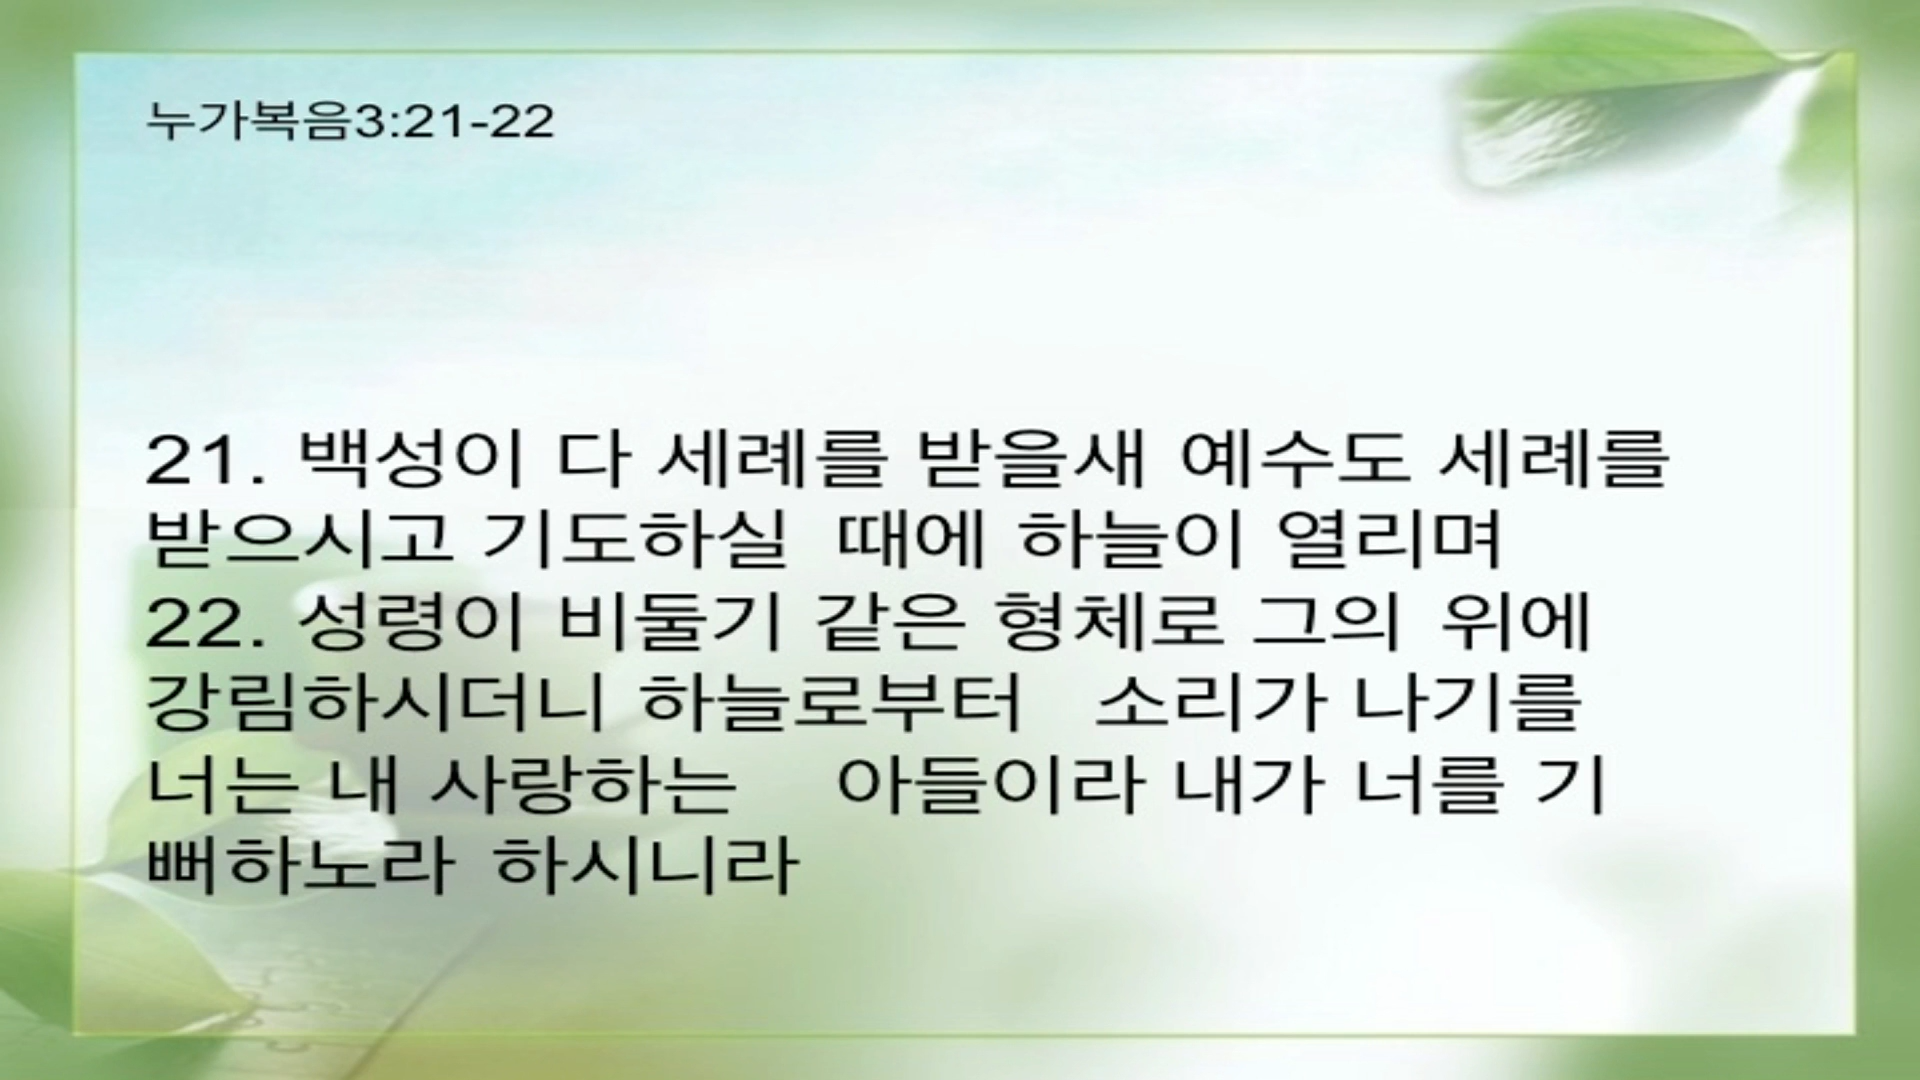 누가복음3:21-22
21. 백성이 다 세례를 받을새 예수도 세례를
받으시고 기도하실 때에 하늘이 열리며
22. 성령이 비둘기 같은 형체로 그의 위에
강림하시더니 하늘로부터 소리가 나기를
너는 내 사랑하는 아들이라 내가 너를 기
뻐하노라 하시니라